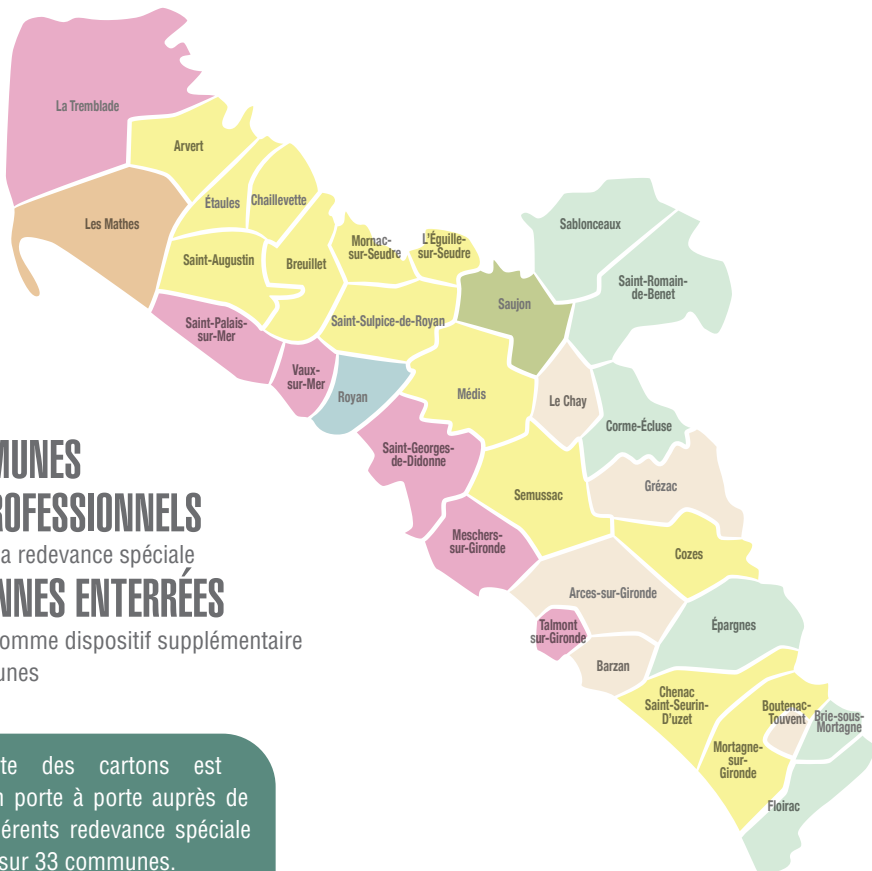 La Tremblade
Arvert
Étaules
Chaillevette
Les Mathes
Saint-Augustin
Breuillet
Mornac-
sur-Seudre
L'Éguille-
sur-Seudre
Sablonceaux
Saint-Romain-
de-Benet
Saujon
Saint-Palais-
sur-Mer
Saint-Sulpice-de-Royan
Vaux-
sur-Mer
Royan
Médis
Le Chay
Corme-Écluse
Saint-Georges-
de-Didonne
Semussac
Grézac
Meschers-
sur-Gironde
Cozes
Arces-sur-Gironde
Talmont
sur-Gironde
Épargnes
Barzan
Chenac
Saint-Seurin-
D'uzet
Boutenac-
Touvent
Brie-sous-
Mortagne
Mortagne-
sur-
Gironde
Floirac
MUNES
ROFESSIONNELS
a redevance spéciale
NNES ENTERRÉES
omme dispositif supplémentaire
unes
te des cartons est
n porte à porte auprès de
érents redevance spéciale
sur 33 communes.